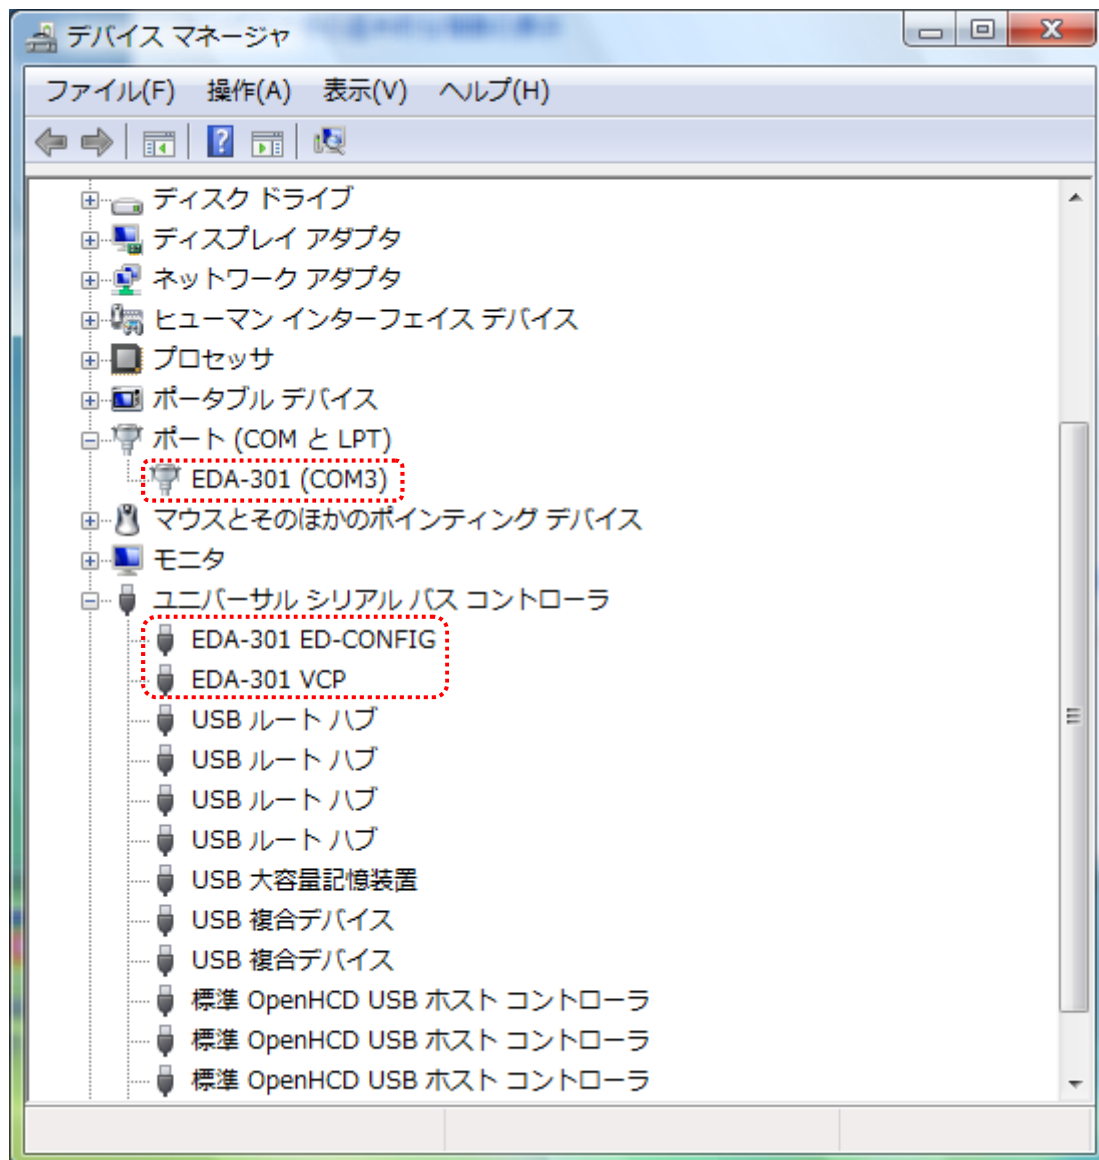 デバイス マネージャ
ファイル(F) 操作(A) 表示(V) ヘルプ(H)
ディスク ドライブ
ディスプレイ アダプタ
ネットワーク アダプタ
ヒューマン インターフェイス デバイス
プロセッサ
ポータブル デバイス
ポート (COM と LPT)
EDA-301 (COM3)
マウスとそのほかのポインティング デバイス
モニタ
ユニバーサル シリアル バス コントローラ
EDA-301 ED-CONFIG
EDA-301 VCP
USB ルート ハブ
USB ルート ハブ
USB ルート ハブ
USB ルート ハブ
USB 大容量記憶装置
USB 複合デバイス
USB 複合デバイス
標準 OpenHCD USB ホスト コントローラ
標準 OpenHCD USB ホスト コントローラ
標準 OpenHCD USB ホスト コントローラ